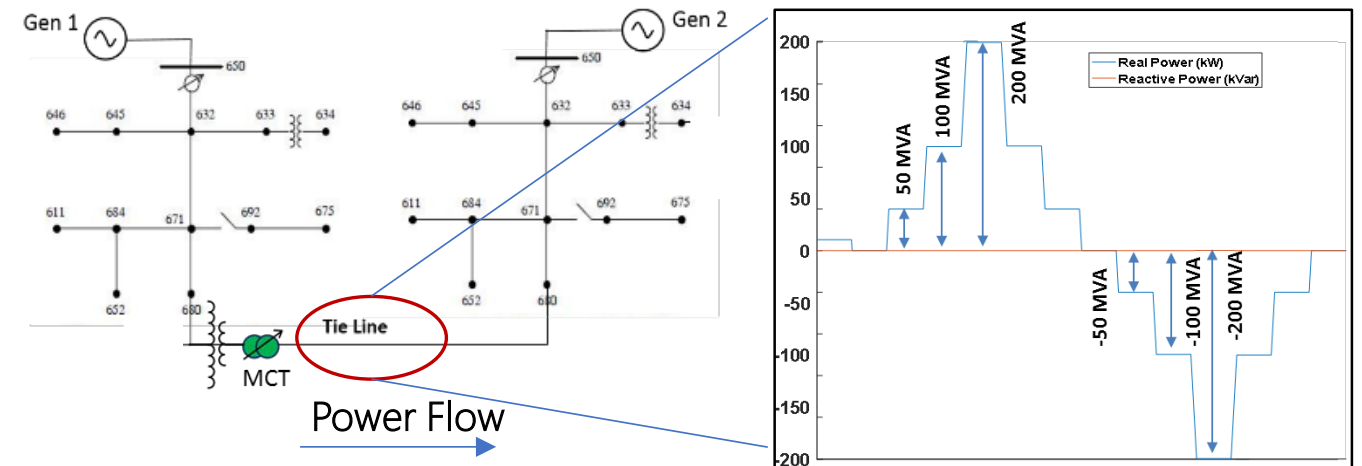 Gen 1
650
646
645
632
633
634
611
684
671
692
675
652
680
MCT
Tie Line
Power Flow
Gen 2
650
646
645
632
633
634
611
684
671
692
675
652
680
200
150
100
50
0
-50
-100
-150
-200
Real Power (kW)
Reactive Power (kVar)
50 MVA
100 MVA
200 MVA
-50 MVA
-100 MVA
-200 MVA